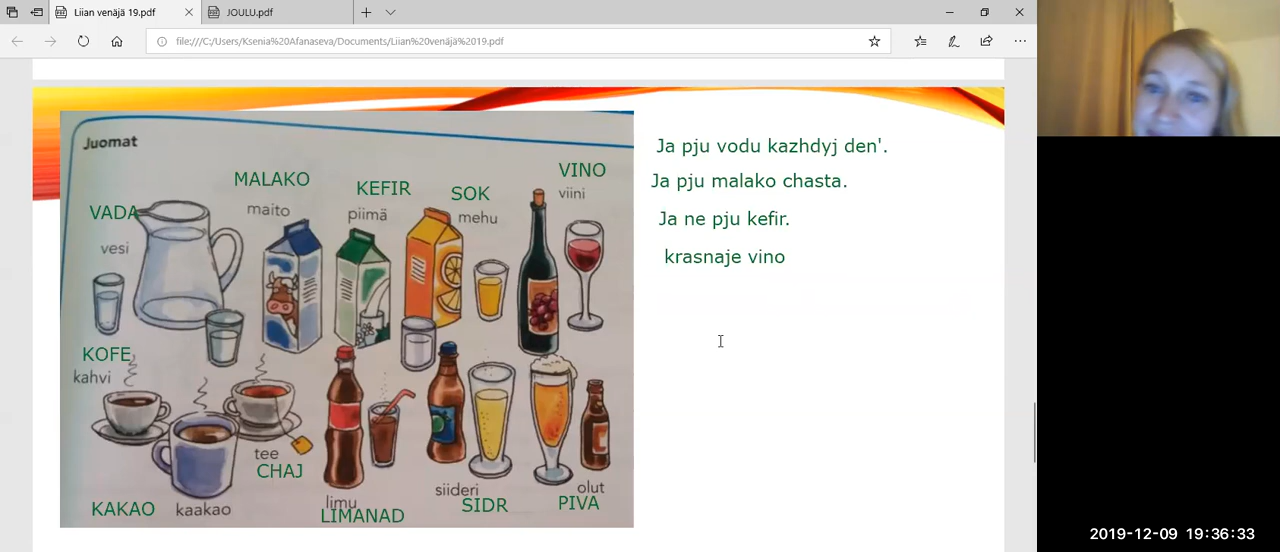 Liian venäjä 19.pdf
JOULU.pdf
file:///C:/Users/Ksenia%20Afanaseva/Documents/Liian%20venäjä%2019.pdf
Juomat
VADA
vesi
MALAKO
maito
KEFIR
piimä
SOK
mehu
VINO
viini
KOFE
kahvi
KAKAO
kaakao
tee
CHAJ
limu
LIMANAD
siideri
SIDR
olut
PIVA
Ja pju vodu kazhdyj den'.
Ja pju malako chasta.
Ja ne pju kefir.
krasnaje vino
2019-12-09 19:36:33